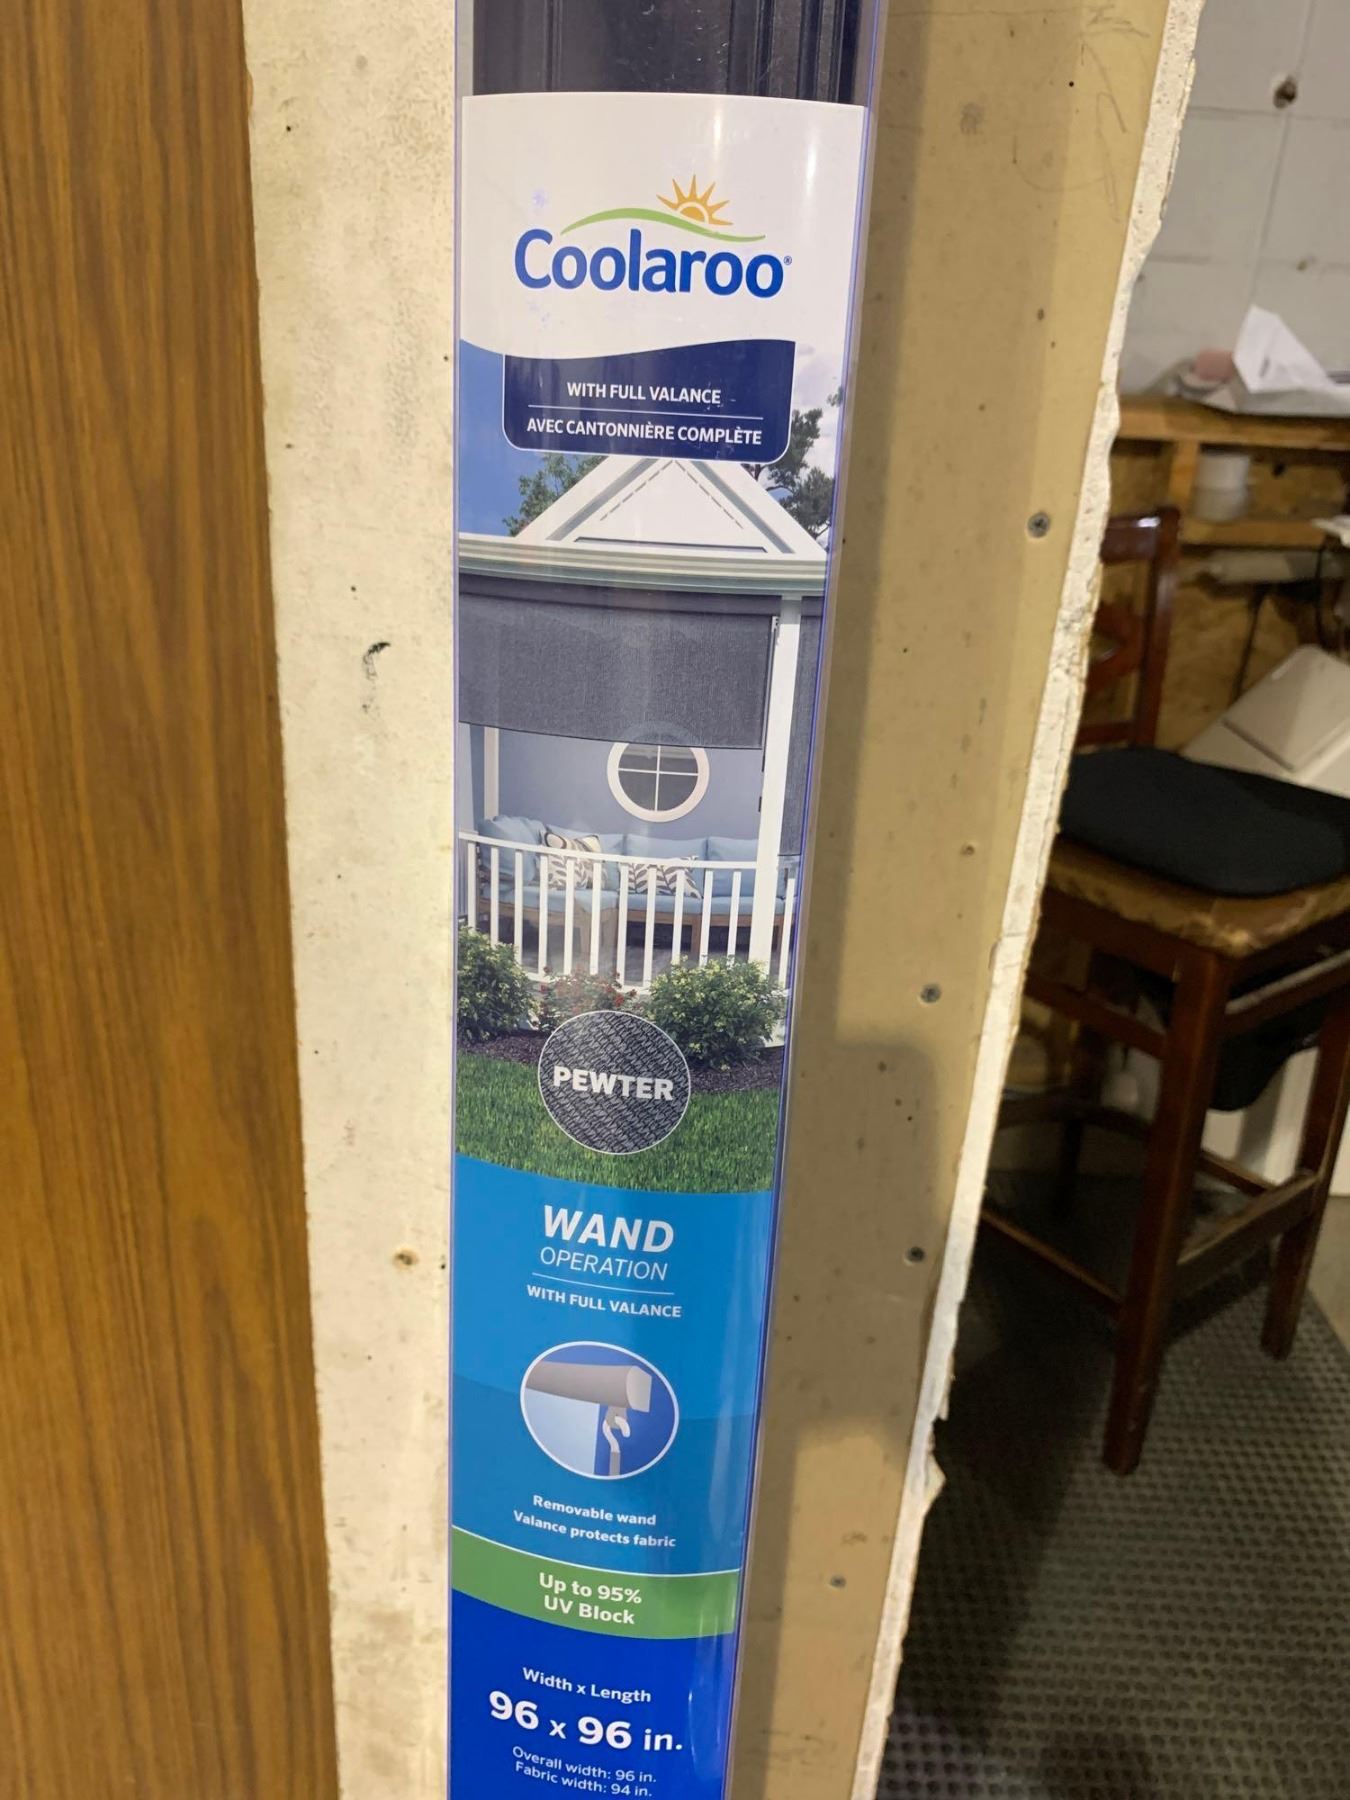 Coolaroo®
WITH FULL VALANCE
AVEC CANTONNIÈRE COMPLÈTE
PEWTER
WAND
OPERATION
WITH FULL VALANCE
Removable wand
Valance protects fabric
Up to 95%
UV Block
Width x Length
96 x 96 in.
Overall width: 96 in.
Fabric width: 94 in.